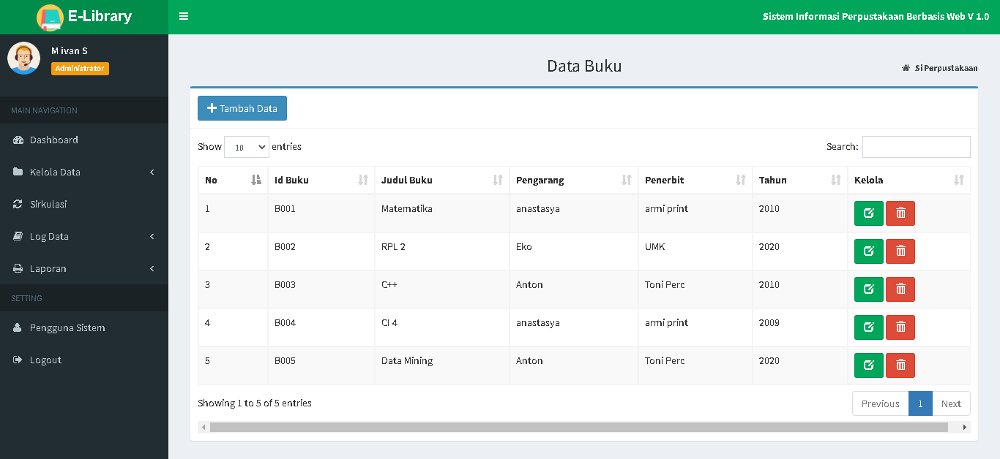 E-Library
Sistem Informasi Perpustakaan Berbasis Web V 1.0
M ivan S
Administrator
MAIN NAVIGATION
Dashboard
Kelola Data
Sirkulasi
Log Data
Laporan
SETTING
Pengguna Sistem
Logout
Data Buku
Si Perpustakaan
Tambah Data
Show 10 entries
Search:
No Id Buku Judul Buku Pengarang Penerbit Tahun Kelola
1 B001 Matematika anastasya armi print 2010
2 B002 RPL 2 Eko UMK 2020
3 B003 C++ Anton Toni Perc 2010
4 B004 CI 4 anastasya armi print 2009
5 B005 Data Mining Anton Toni Perc 2020
Showing 1 to 5 of 5 entries
Previous 1 Next